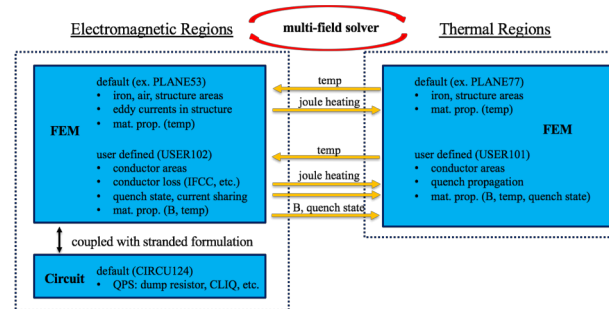 Electromagnetic Regions
multi-field solver
Thermal Regions
FEM
default (ex. PLANE53)
• iron, air, structure areas
• eddy currents in structure
• mat. prop. (temp)
user defined (USER102)
• conductor areas
• conductor loss (IFCC, etc.)
• quench state, current sharing
• mat. prop. (B, temp)
temp
joule heating
temp
joule heating
B, quench state
default (ex. PLANE77)
• iron, structure areas
• mat. prop. (temp)
FEM
user defined (USER101)
• conductor areas
• quench propagation
• mat. prop. (B, temp, quench state)
coupled with stranded formulation
Circuit
default (CIRCU124)
• QPS: dump resistor, CLIQ, etc.